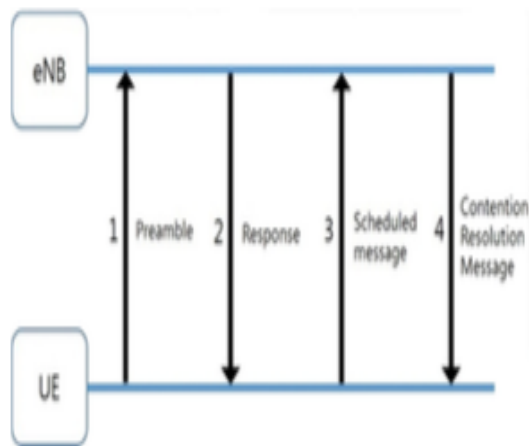 eNB
1 Preamble
2 Response
3 Scheduled
message
4 Contention
Resolution
Message
UE